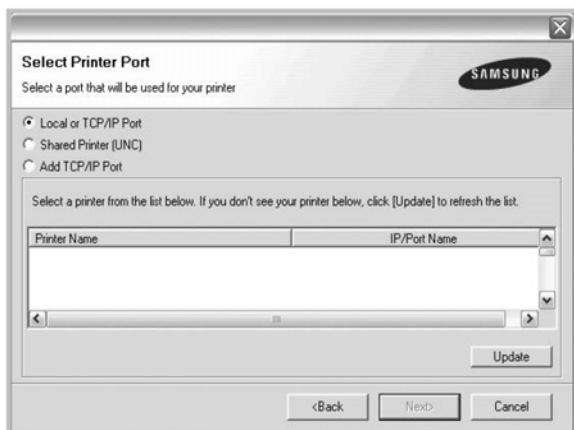 Select Printer Port
SAMSUNG
Select a port that will be used for your printer
Local or TCP/IP Port
Shared Printer (UNC)
Add TCP/IP Port
Select a printer from the list below. If you don't see your printer below, click [Update] to refresh the list.
Printer Name IP/Port Name
Update
<Back Next> Cancel